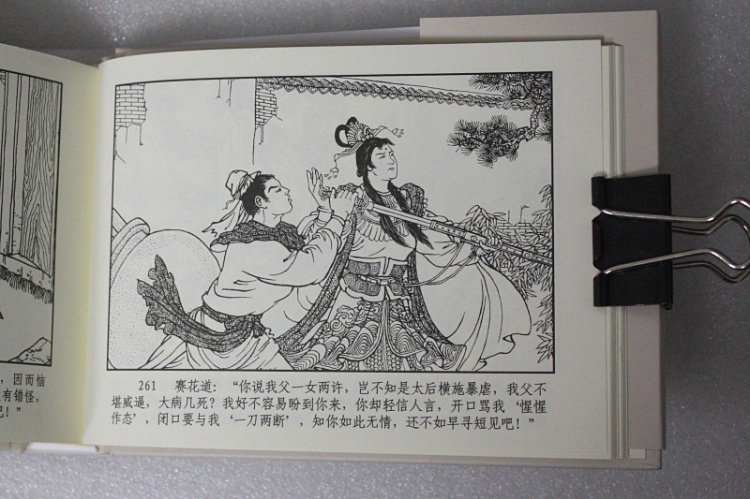 ，因而恼
有错怪，
吧！”
261 赛花道：“你说我父一女两许，岂不知是太后横施暴虐，我父不
堪威逼，大病几死？我好不容易盼到你来，你却轻信人言，开口骂我‘惺惺
作态’，闭口要与我‘一刀两断’，知你如此无情，还不如早寻短见吧！”